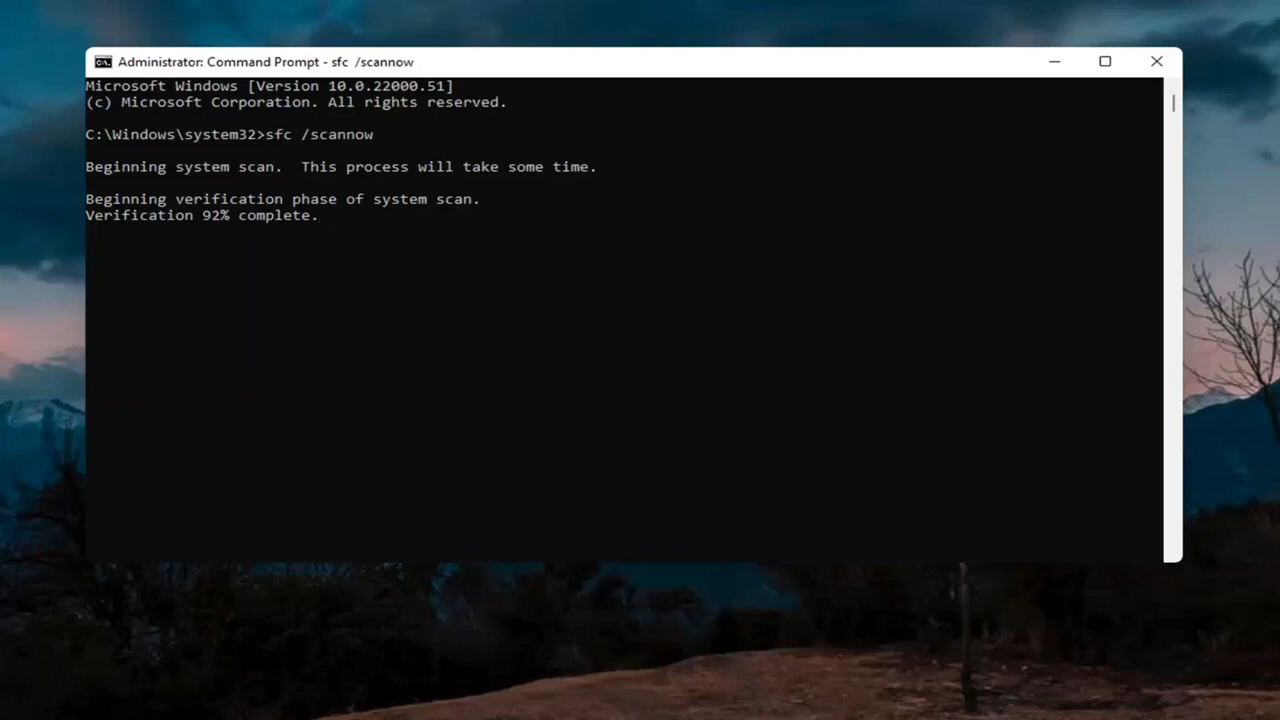 Administrator: Command Prompt - sfc  /scannow
Microsoft Windows [Version 10.0.22000.51]
(c) Microsoft Corporation. All rights reserved.
C:\Windows\system32>sfc /scannow
Beginning system scan.  This process will take some time.
Beginning verification phase of system scan.
Verification 92% complete.